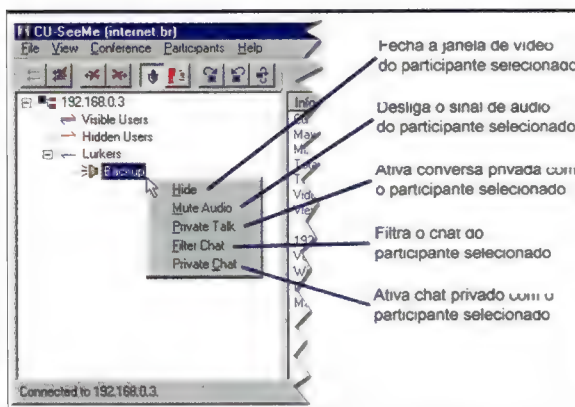 CU-SeeMe (internet.br)
File View Conference Participants Help
192.168.0.3
Visible Users
Hidden Users
Lurkers
Backup
Hide
Mute Audio
Private Talk
Filter Chat
Private Chat
Fecha a janela de vídeo
do participante selecionado
Desliga o sinal de áudio
do participante selecionado
Ativa conversa privada com
o participante selecionado
Filtra o chat do
participante selecionado
Ativa chat privado com o
participante selecionado
Connected to 192.168.0.3.